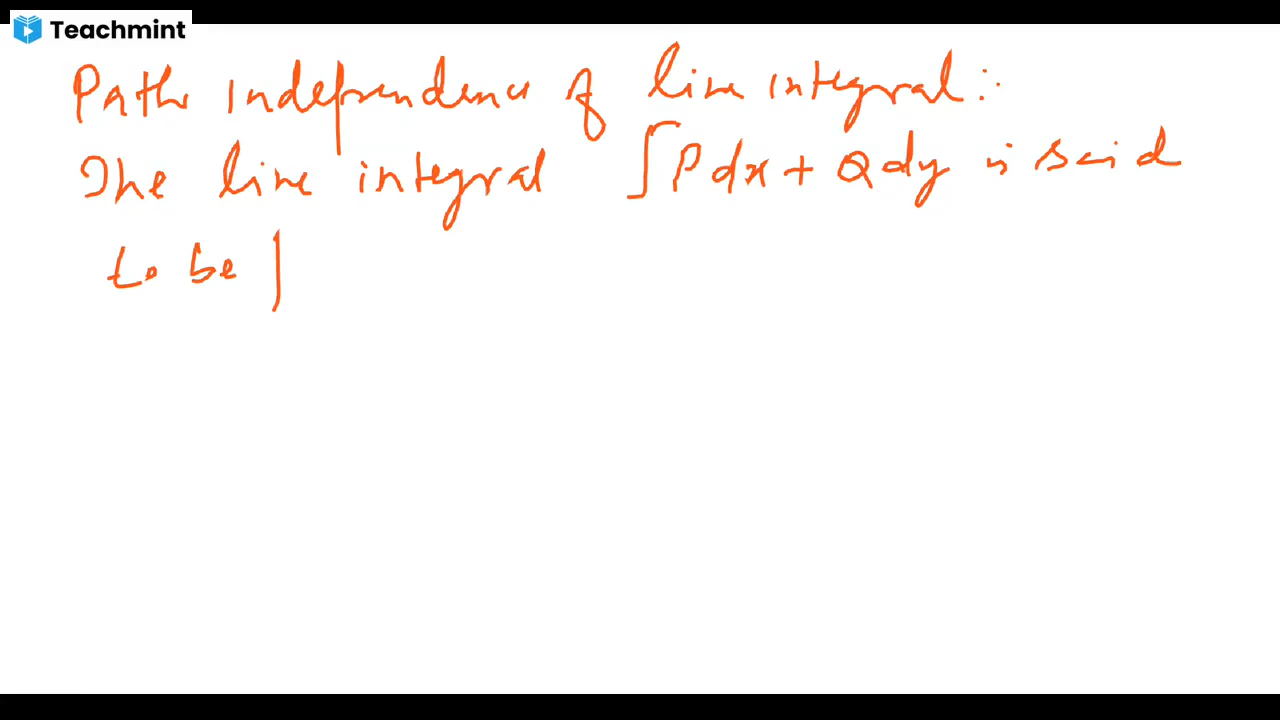 Teachmint
Path independence of line integral :-
The line integral ∫ P dx + Q dy is said
to be